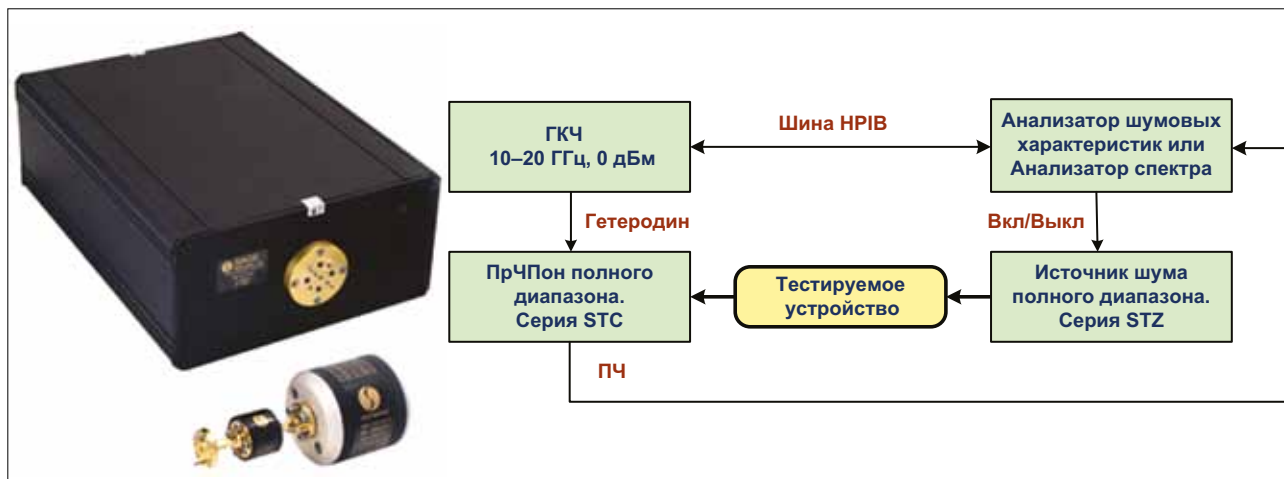 ГКЧ
10–20 ГГц, 0 дБм
Шина HPIB
Анализатор шумовых
характеристик или
Анализатор спектра
Гетеродин
Вкл/Выкл
ПрЧПон полного
диапазона.
Серия STC
Тестируемое
устройство
Источник шума
полного диапазона.
Серия STZ
ПЧ